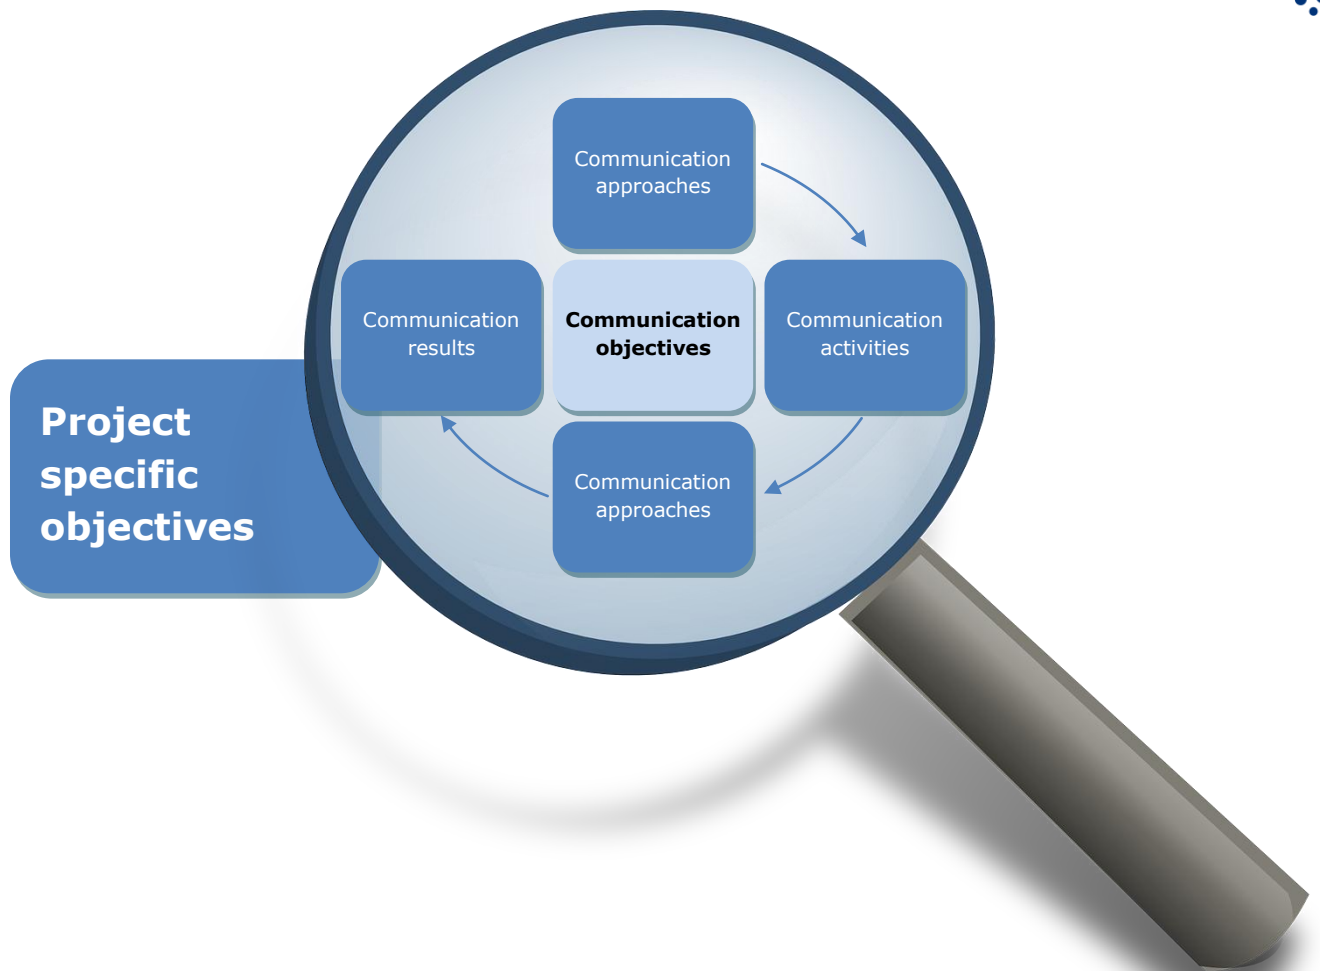 Communication
approaches
Communication
results
Communication
objectives
Communication
activities
Project
specific
objectives
Communication
approaches